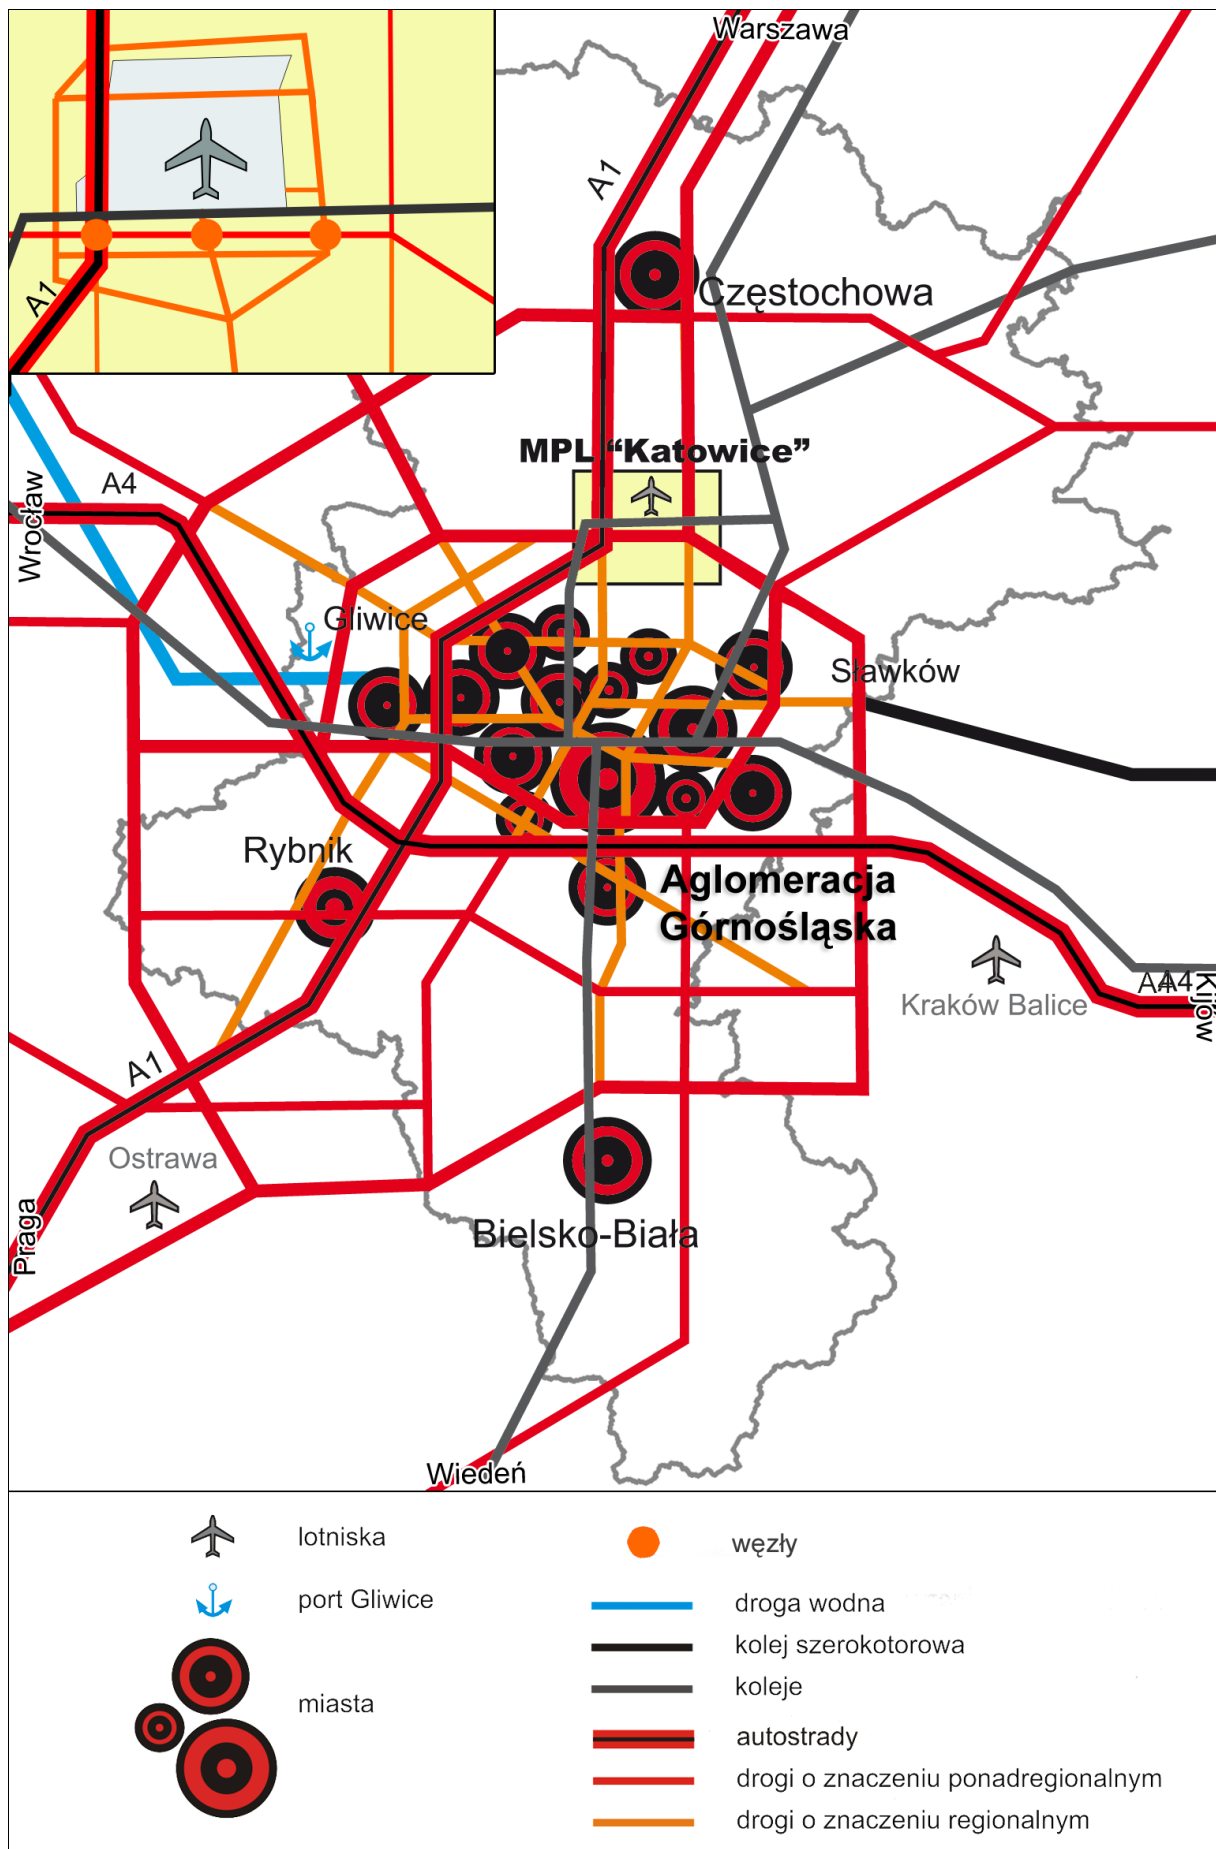 Warszawa
A1
A1
Częstochowa
MPL “Katowice”
A4
Wrocław
Gliwice
Sławków
Rybnik
Aglomeracja
Górnośląska
Kraków Balice
A4
A4
Kijów
A1
Ostrawa
Praga
Bielsko-Biała
Wiedeń
lotniska
węzły
port Gliwice
droga wodna
kolej szerokotorowa
koleje
miasta
autostrady
drogi o znaczeniu ponadregionalnym
drogi o znaczeniu regionalnym